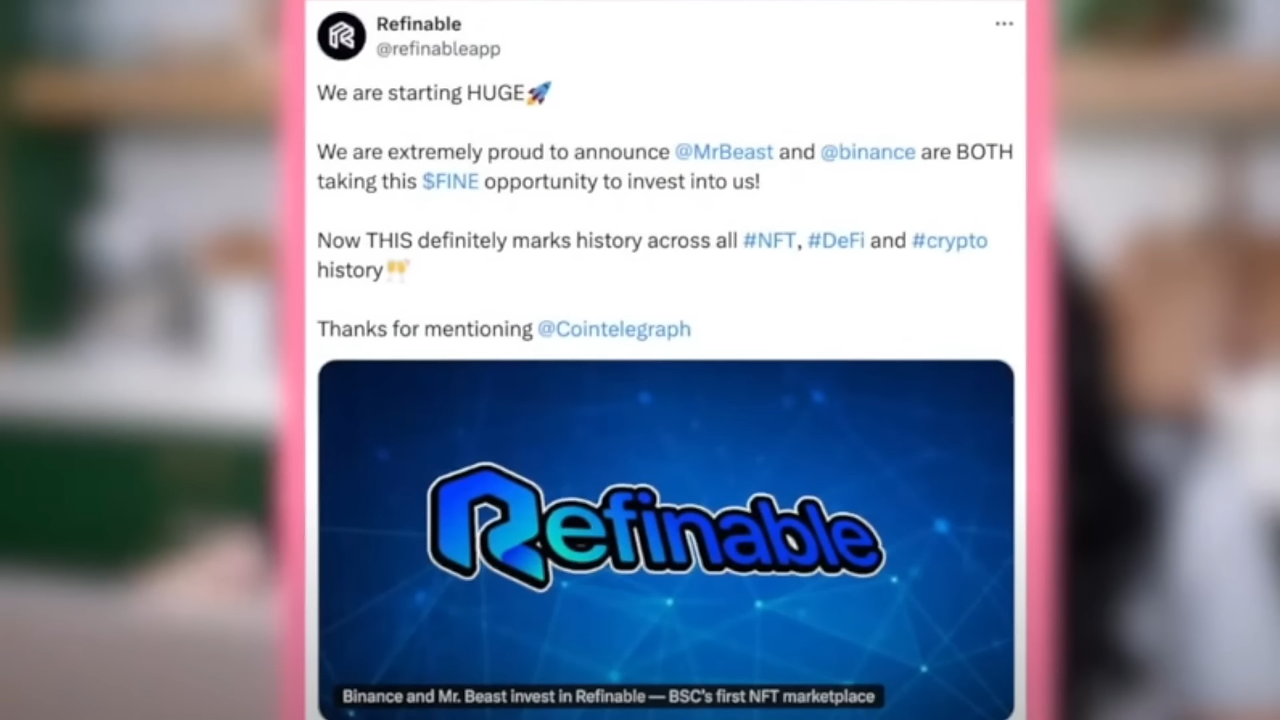 Refinable
@refinableapp
We are starting HUGE🚀
We are extremely proud to announce @MrBeast and @binance are BOTH
taking this $FINE opportunity to invest into us!
Now THIS definitely marks history across all #NFT, #DeFi and #crypto
history🥂
Thanks for mentioning @Cointelegraph
Refinable
Binance and Mr. Beast invest in Refinable — BSC's first NFT marketplace